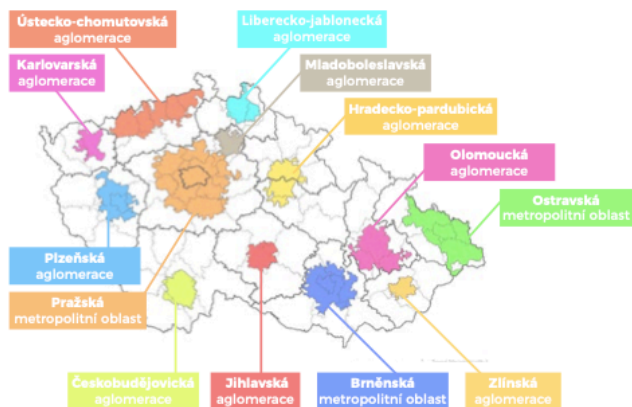 Ústecko-chomutovská
aglomerace
Liberecko-jablonecká
aglomerace
Karlovarská
aglomerace
Mladoboleslavská
aglomerace
Hradecko-pardubická
aglomerace
Olomoucká
aglomerace
Ostravská
metropolitní oblast
Plzeňská
aglomerace
Pražská
metropolitní oblast
Českobudějovická
aglomerace
Jihlavská
aglomerace
Brněnská
metropolitní oblast
Zlínská
aglomerace